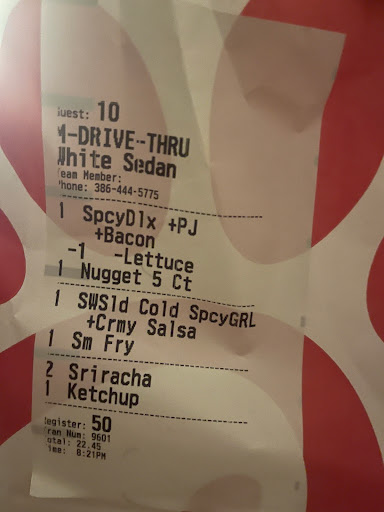 uest: 10
M-DRIVE-THRU
White Sedan
eam Member:
Phone: 386-444-5775
1 SpcyDlx +PJ
+Bacon
-1 -Lettuce
1 Nugget 5 Ct
1 SWSld Cold SpcyGRL
+Crmy Salsa
1 Sm Fry
2 Sriracha
1 Ketchup
egister: 50
ran Num: 9601
otal: 22.45
ime: 8:21PM